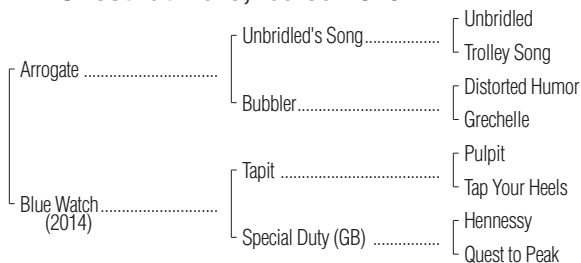 Unbridled
Unbridled's Song
Trolley Song
Arrogate
Distorted Humor
Bubbler
Grechelle
Pulpit
Tapit
Tap Your Heels
Blue Watch
(2014)
Hennessy
Special Duty (GB)
Quest to Peak